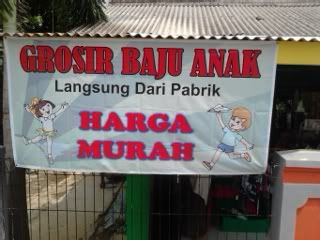 GROSIR BAJU ANAK
Langsung Dari Pabrik
HARGA
MURAH